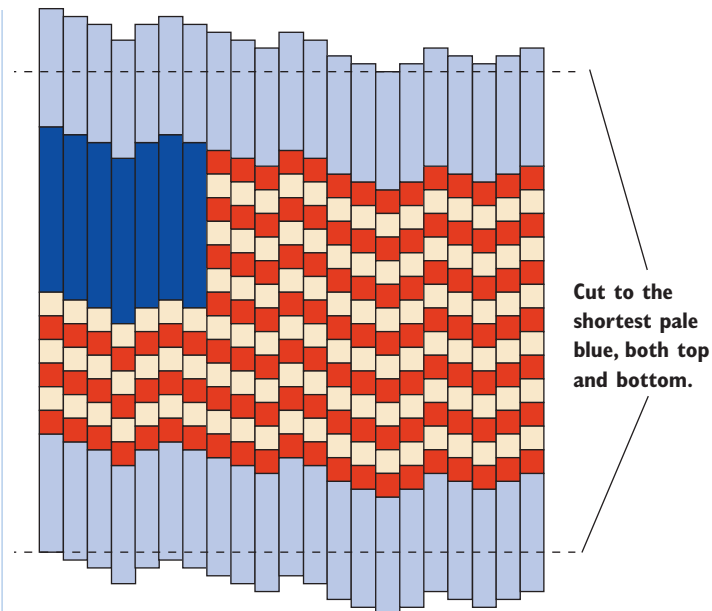 Cut to the
shortest pale
blue, both top
and bottom.